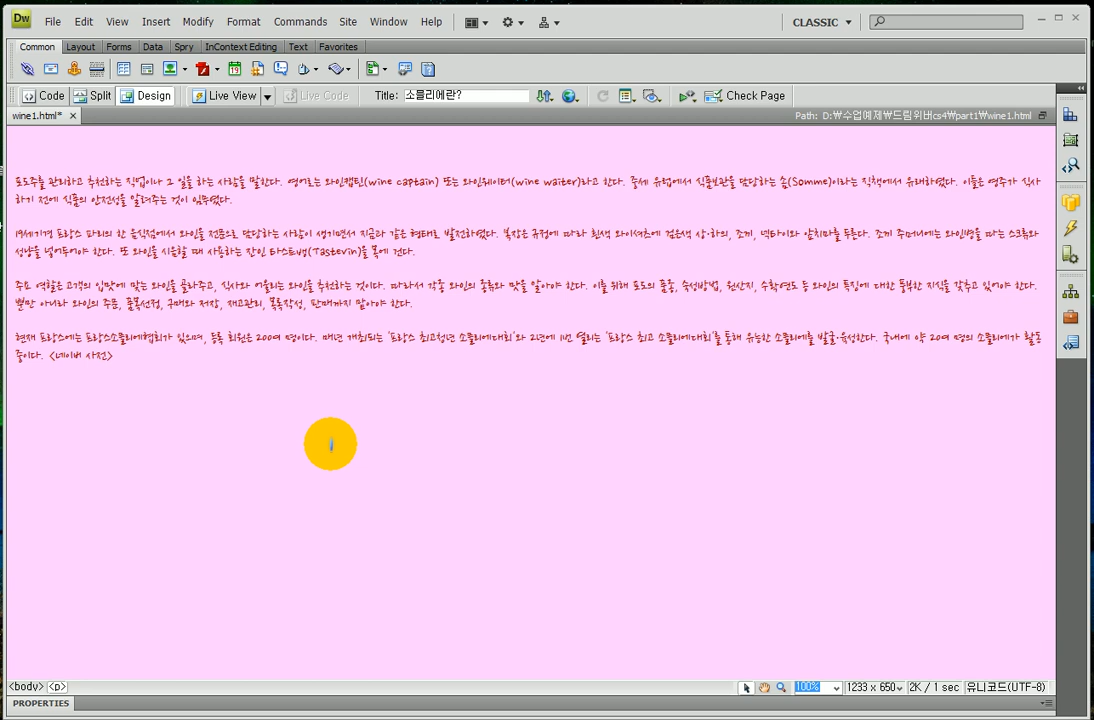 Dw File Edit View Insert Modify Format Commands Site Window Help CLASSIC
Common Layout Forms Data Spry InContext Editing Text Favorites
Code Split Design Live View Live Code Title: 소믈리에란? Check Page
wine1.html* Path: D:₩수업예제₩드림위버cs4₩part1₩wine1.html
포도주를 관리하고 추천하는 직업이나 그 일을 하는 사람을 말한다. 영어로는 와인캡틴(wine captain) 또는 와인웨이터(wine waiter)라고 한다. 중세 유럽에서 식품보관을 담당하는 솜(Somme)이라는 직책에서 유래하였다. 이들은 영주가 식사
하기 전에 식품의 안전성을 알려주는 것이 임무였다.
19세기경 프랑스 파리의 한 음식점에서 와인을 전문으로 담당하는 사람이 생기면서 지금과 같은 형태로 발전하였다. 복장은 규정에 따라 흰색 와이셔츠에 검은색 상·하의, 조끼, 넥타이와 앞치마를 두른다. 조끼 주머니에는 와인병을 따는 스크류와
성냥을 넣어두어야 한다. 또 와인을 시음할 때 사용하는 잔인 타스트뱅(Tastevin)을 목에 건다.
주요 역할은 고객의 입맛에 맞는 와인을 골라주고, 식사와 어울리는 와인을 추천하는 것이다. 따라서 각종 와인의 종류와 맛을 알아야 한다. 이를 위해 포도의 품종, 숙성방법, 원산지, 수확연도 등 와인의 특징에 대한 풍부한 지식을 갖추고 있어야 한다.
뿐만 아니라 와인의 주문, 품목선정, 구매와 저장, 재고관리, 목록작성, 판매까지 맡아야 한다.
현재 프랑스에는 프랑스소믈리에협회가 있으며, 등록 회원은 200여 명이다. 매년 개최되는 '프랑스 최고청년 소믈리에대회'와 2년에 1번 열리는 '프랑스 최고 소믈리에대회'를 통해 유능한 소믈리에를 발굴·육성한다. 국내에 약 20여 명의 소믈리에가 활동
중이다. <네이버 사전>
<body> <p> 100% 1233 x 650 2K / 1 sec 유니코드(UTF-8)
PROPERTIES